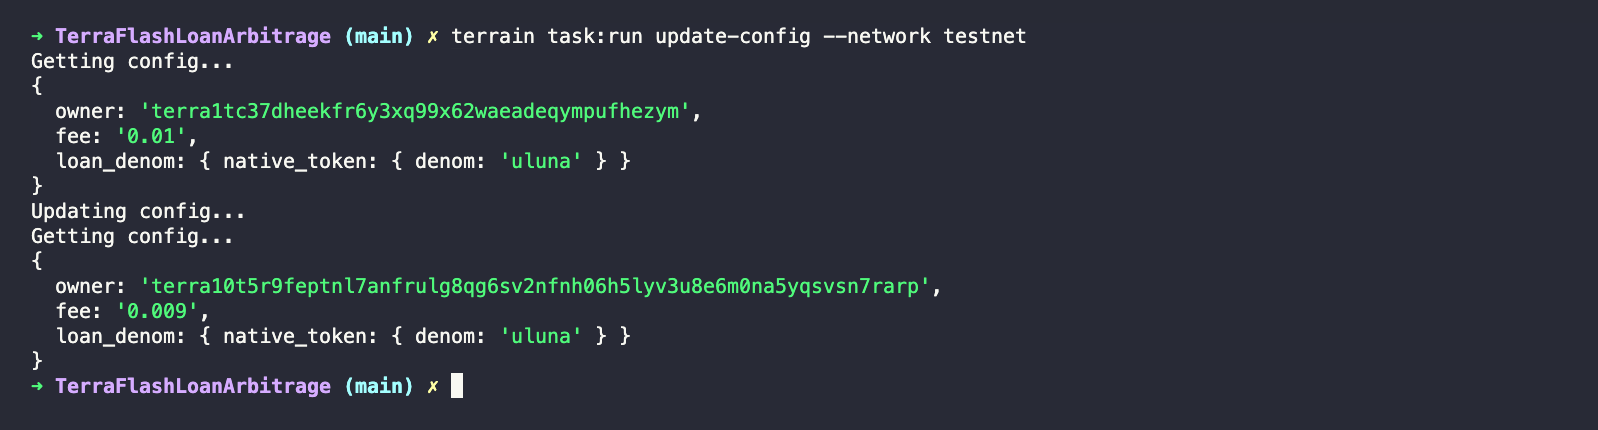 → TerraFlashLoanArbitrage (main) ✗ terrain task:run update-config --network testnet
Getting config...
{
  owner: 'terra1tc37dheekfr6y3xq99x62waeadeqympufhezym',
  fee: '0.01',
  loan_denom: { native_token: { denom: 'uluna' } }
}
Updating config...
Getting config...
{
  owner: 'terra10t5r9feptnl7anfrulg8qg6sv2nfnh06h5lyv3u8e6m0na5yqsvsn7rarp',
  fee: '0.009',
  loan_denom: { native_token: { denom: 'uluna' } }
}
→ TerraFlashLoanArbitrage (main) ✗